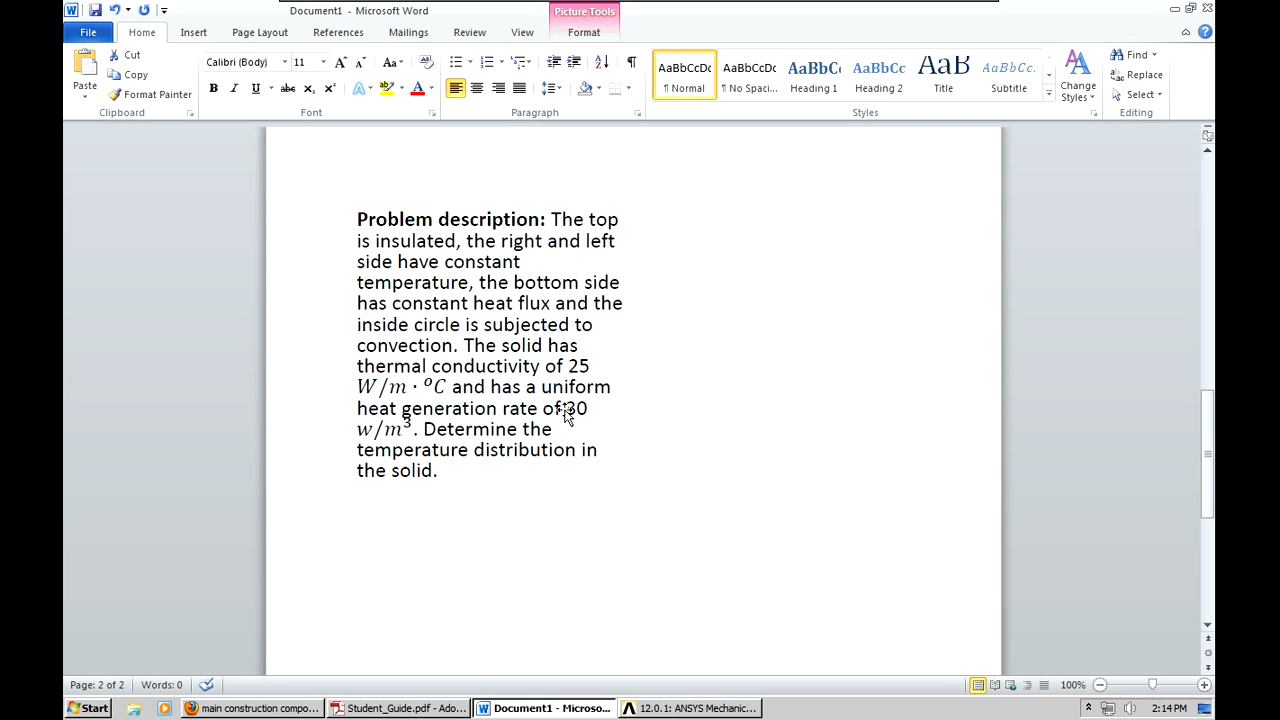 Document1 - Microsoft Word
Picture Tools
File Home Insert Page Layout References Mailings Review View Format
Paste
Cut
Copy
Format Painter
Clipboard
Calibri (Body) 11
Font
Paragraph
AaBbCcDc AaBbCcDc AaBbC AaBbCc AaB AaBbCc.
¶ Normal ¶ No Spaci... Heading 1 Heading 2 Title Subtitle
Change Styles
Styles
Find
Replace
Select
Editing
Problem description: The top
is insulated, the right and left
side have constant
temperature, the bottom side
has constant heat flux and the
inside circle is subjected to
convection. The solid has
thermal conductivity of 25
W/m · °C and has a uniform
heat generation rate of 30
w/m³. Determine the
temperature distribution in
the solid.
Page: 2 of 2 Words: 0 100%
Start main construction compo... Student_Guide.pdf - Ado... Document1 - Microso... 12.0.1: ANSYS Mechanic... 2:14 PM